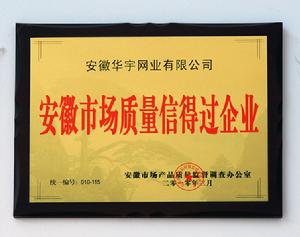 安徽华宇网业有限公司
安徽市场质量信得过企业
安徽市场产品质量监督调查办公室
统一编号：010-115
二零一零年三月